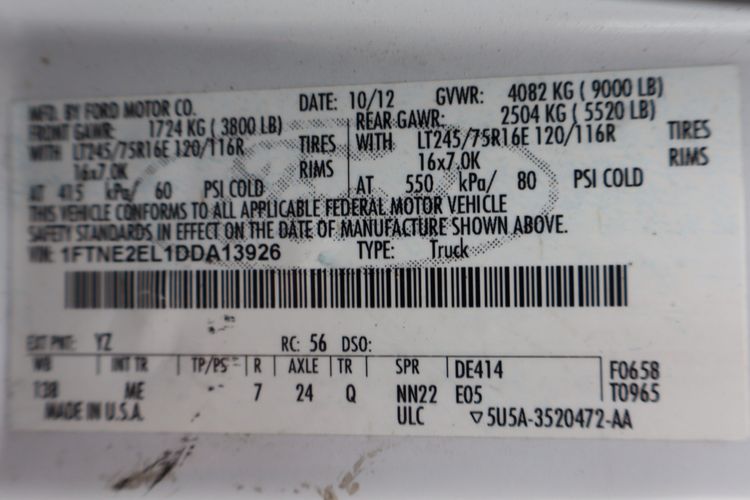 MFD. BY FORD MOTOR CO. DATE: 10/12 GVWR: 4082 KG ( 9000 LB)
FRONT GAWR: 1724 KG ( 3800 LB) REAR GAWR: 2504 KG ( 5520 LB)
WITH LT245/75R16E 120/116R TIRES WITH LT245/75R16E 120/116R TIRES
16x7.0K RIMS 16x7.0K RIMS
AT 415 kPa/ 60 PSI COLD AT 550 kPa/ 80 PSI COLD
THIS VEHICLE CONFORMS TO ALL APPLICABLE FEDERAL MOTOR VEHICLE
SAFETY STANDARDS IN EFFECT ON THE DATE OF MANUFACTURE SHOWN ABOVE.
VIN: 1FTNE2EL1DDA13926 TYPE: Truck
EXT PNT: YZ RC: 56 DSO:
WB INT TR TP/PS R AXLE TR SPR DE414 F0658
138 ME -- 7 24 Q NN22 E05 T0965
MADE IN U.S.A. ULC ▽5U5A-3520472-AA